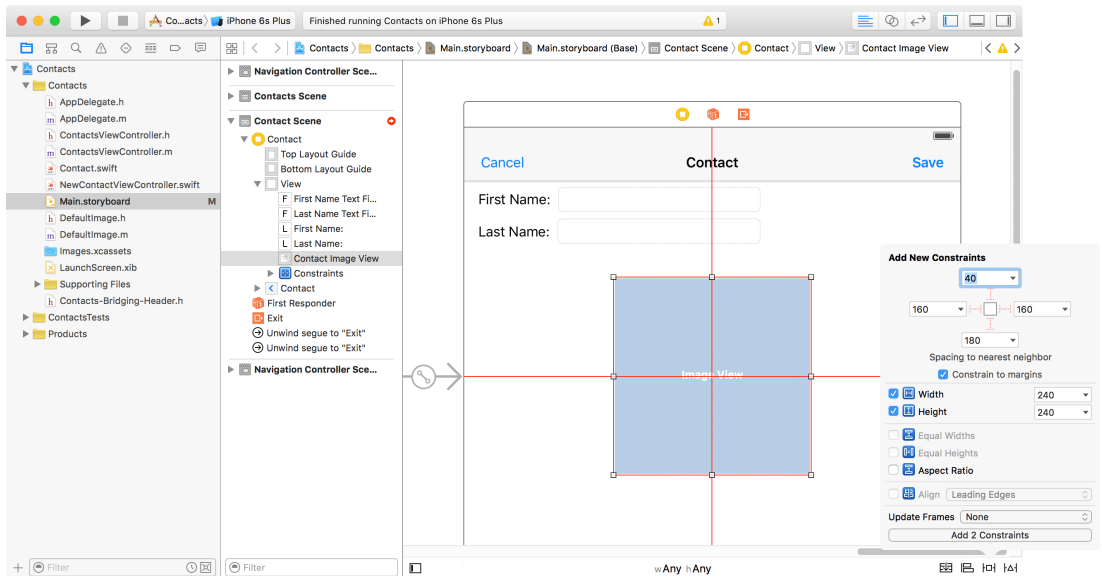 Co...acts
iPhone 6s Plus
Finished running Contacts on iPhone 6s Plus
1
Contacts
Contacts
Main.storyboard
Main.storyboard (Base)
Contact Scene
Contact
View
Contact Image View
Contacts
Contacts
h AppDelegate.h
m AppDelegate.m
h ContactsViewController.h
m ContactsViewController.m
Contact.swift
NewContactViewController.swift
Main.storyboard M
h DefaultImage.h
m DefaultImage.m
Images.xcassets
LaunchScreen.xib
Supporting Files
h Contacts-Bridging-Header.h
ContactsTests
Products
Filter
Navigation Controller Sce...
Contacts Scene
Contact Scene
Contact
Top Layout Guide
Bottom Layout Guide
View
F First Name Text Fi...
F Last Name Text Fi...
L First Name:
L Last Name:
Contact Image View
Constraints
Contact
First Responder
Exit
Unwind segue to "Exit"
Unwind segue to "Exit"
Navigation Controller Sce...
Filter
Cancel
Contact
Save
First Name:
Last Name:
Image View
wAny hAny
Add New Constraints
40
160
160
180
Spacing to nearest neighbor
Constrain to margins
Width 240
Height 240
Equal Widths
Equal Heights
Aspect Ratio
Align Leading Edges
Update Frames None
Add 2 Constraints